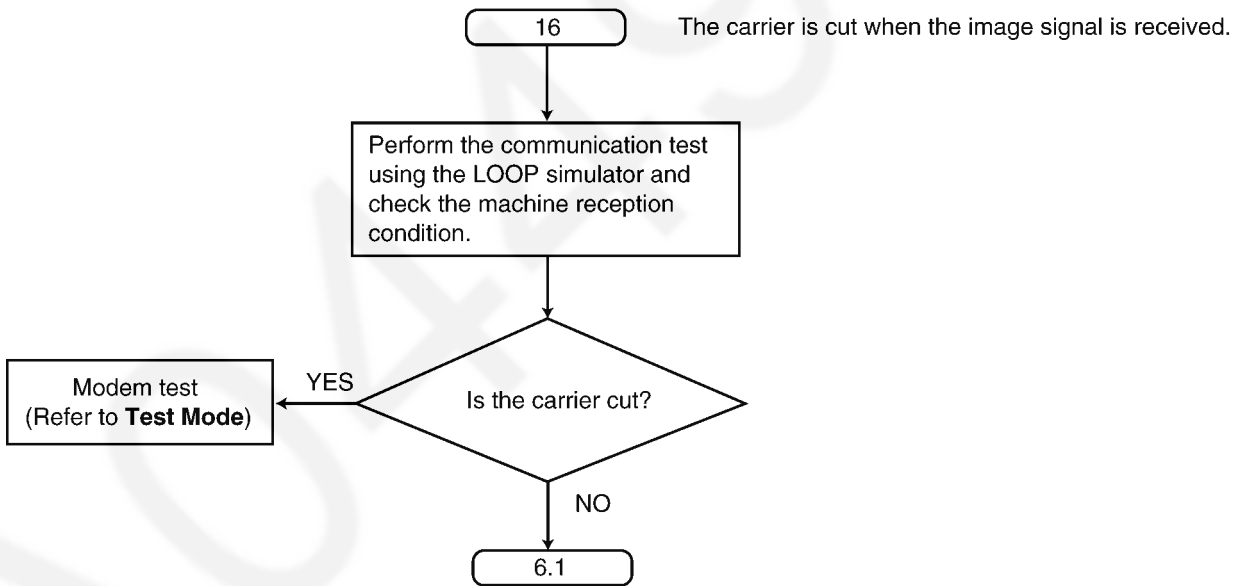 16
The carrier is cut when the image signal is received.
Perform the communication test
using the LOOP simulator and
check the machine reception
condition.
Modem test
(Refer to Test Mode)
YES
Is the carrier cut?
NO
6.1